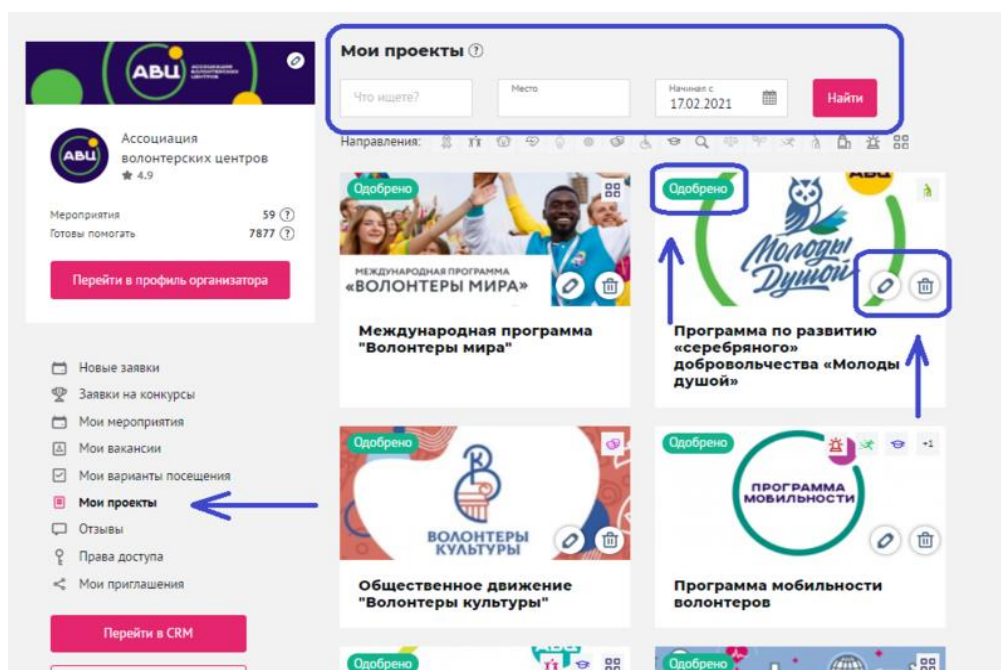 АВЦ АССОЦИАЦИЯ
ВОЛОНТЕРСКИХ
ЦЕНТРОВ
АВЦ
Ассоциация
волонтерских центров
4.9
Мероприятия 59 ?
Готовы помогать 7877 ?
Перейти в профиль организатора
Новые заявки
Заявки на конкурсы
Мои мероприятия
Мои вакансии
Мои варианты посещения
Мои проекты
Отзывы
Права доступа
Мои приглашения
Перейти в CRM
Мои проекты ?
Что ищете?
Место
Начиная с
17.02.2021
Найти
Направления:
Одобрено
МЕЖДУНАРОДНАЯ ПРОГРАММА
«ВОЛОНТЕРЫ МИРА»
Международная программа
"Волонтеры мира"
Одобрено
АВЦ
Молоды
Душой
Программа по развитию
«серебряного»
добровольчества «Молоды
душой»
Одобрено
ВОЛОНТЕРЫ
КУЛЬТУРЫ
Общественное движение
"Волонтеры культуры"
Одобрено
+1
ПРОГРАММА
МОБИЛЬНОСТИ
Программа мобильности
волонтеров
Одобрено
АВЦ
Одобрено